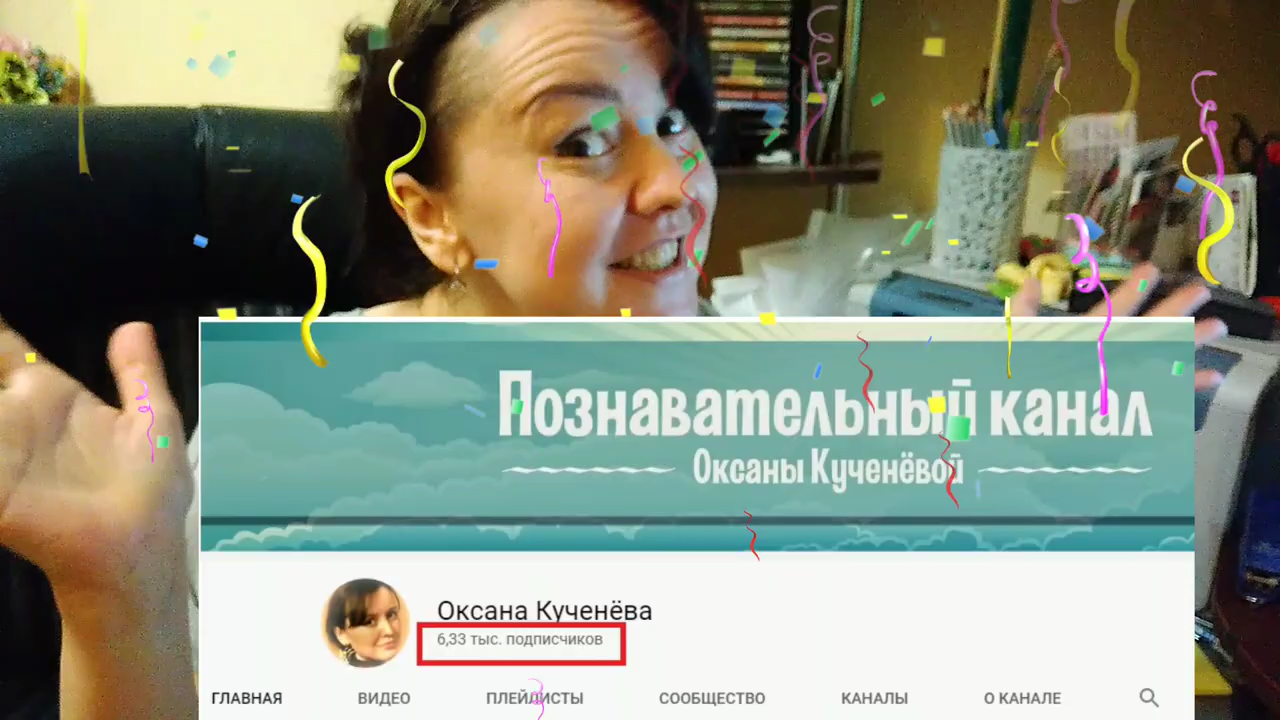 Познавательный канал
Оксаны Кученёвой
Оксана Кученёва
6,33 тыс. подписчиков
ГЛАВНАЯ ВИДЕО ПЛЕЙЛИСТЫ СООБЩЕСТВО КАНАЛЫ О КАНАЛЕ